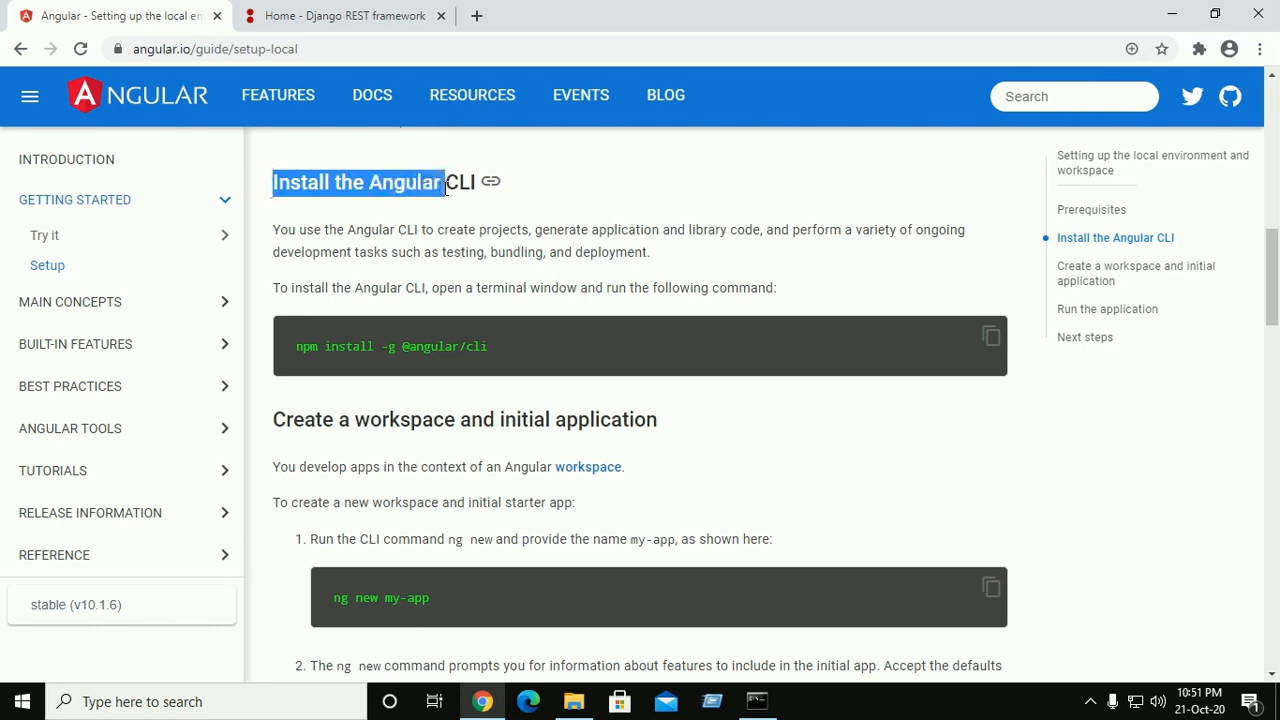 Angular - Setting up the local en
Home - Django REST framework
angular.io/guide/setup-local
ANGULAR
FEATURES
DOCS
RESOURCES
EVENTS
BLOG
Search
INTRODUCTION
GETTING STARTED
Try it
Setup
MAIN CONCEPTS
BUILT-IN FEATURES
BEST PRACTICES
ANGULAR TOOLS
TUTORIALS
RELEASE INFORMATION
REFERENCE
stable (v10.1.6)
Install the Angular CLI
You use the Angular CLI to create projects, generate application and library code, and perform a variety of ongoing
development tasks such as testing, bundling, and deployment.
To install the Angular CLI, open a terminal window and run the following command:
npm install -g @angular/cli
Create a workspace and initial application
You develop apps in the context of an Angular workspace.
To create a new workspace and initial starter app:
1. Run the CLI command ng new and provide the name my-app, as shown here:
ng new my-app
2. The ng new command prompts you for information about features to include in the initial app. Accept the defaults
Setting up the local environment and
workspace
Prerequisites
Install the Angular CLI
Create a workspace and initial
application
Run the application
Next steps
Type here to search
10:51 PM
21-Oct-20
1